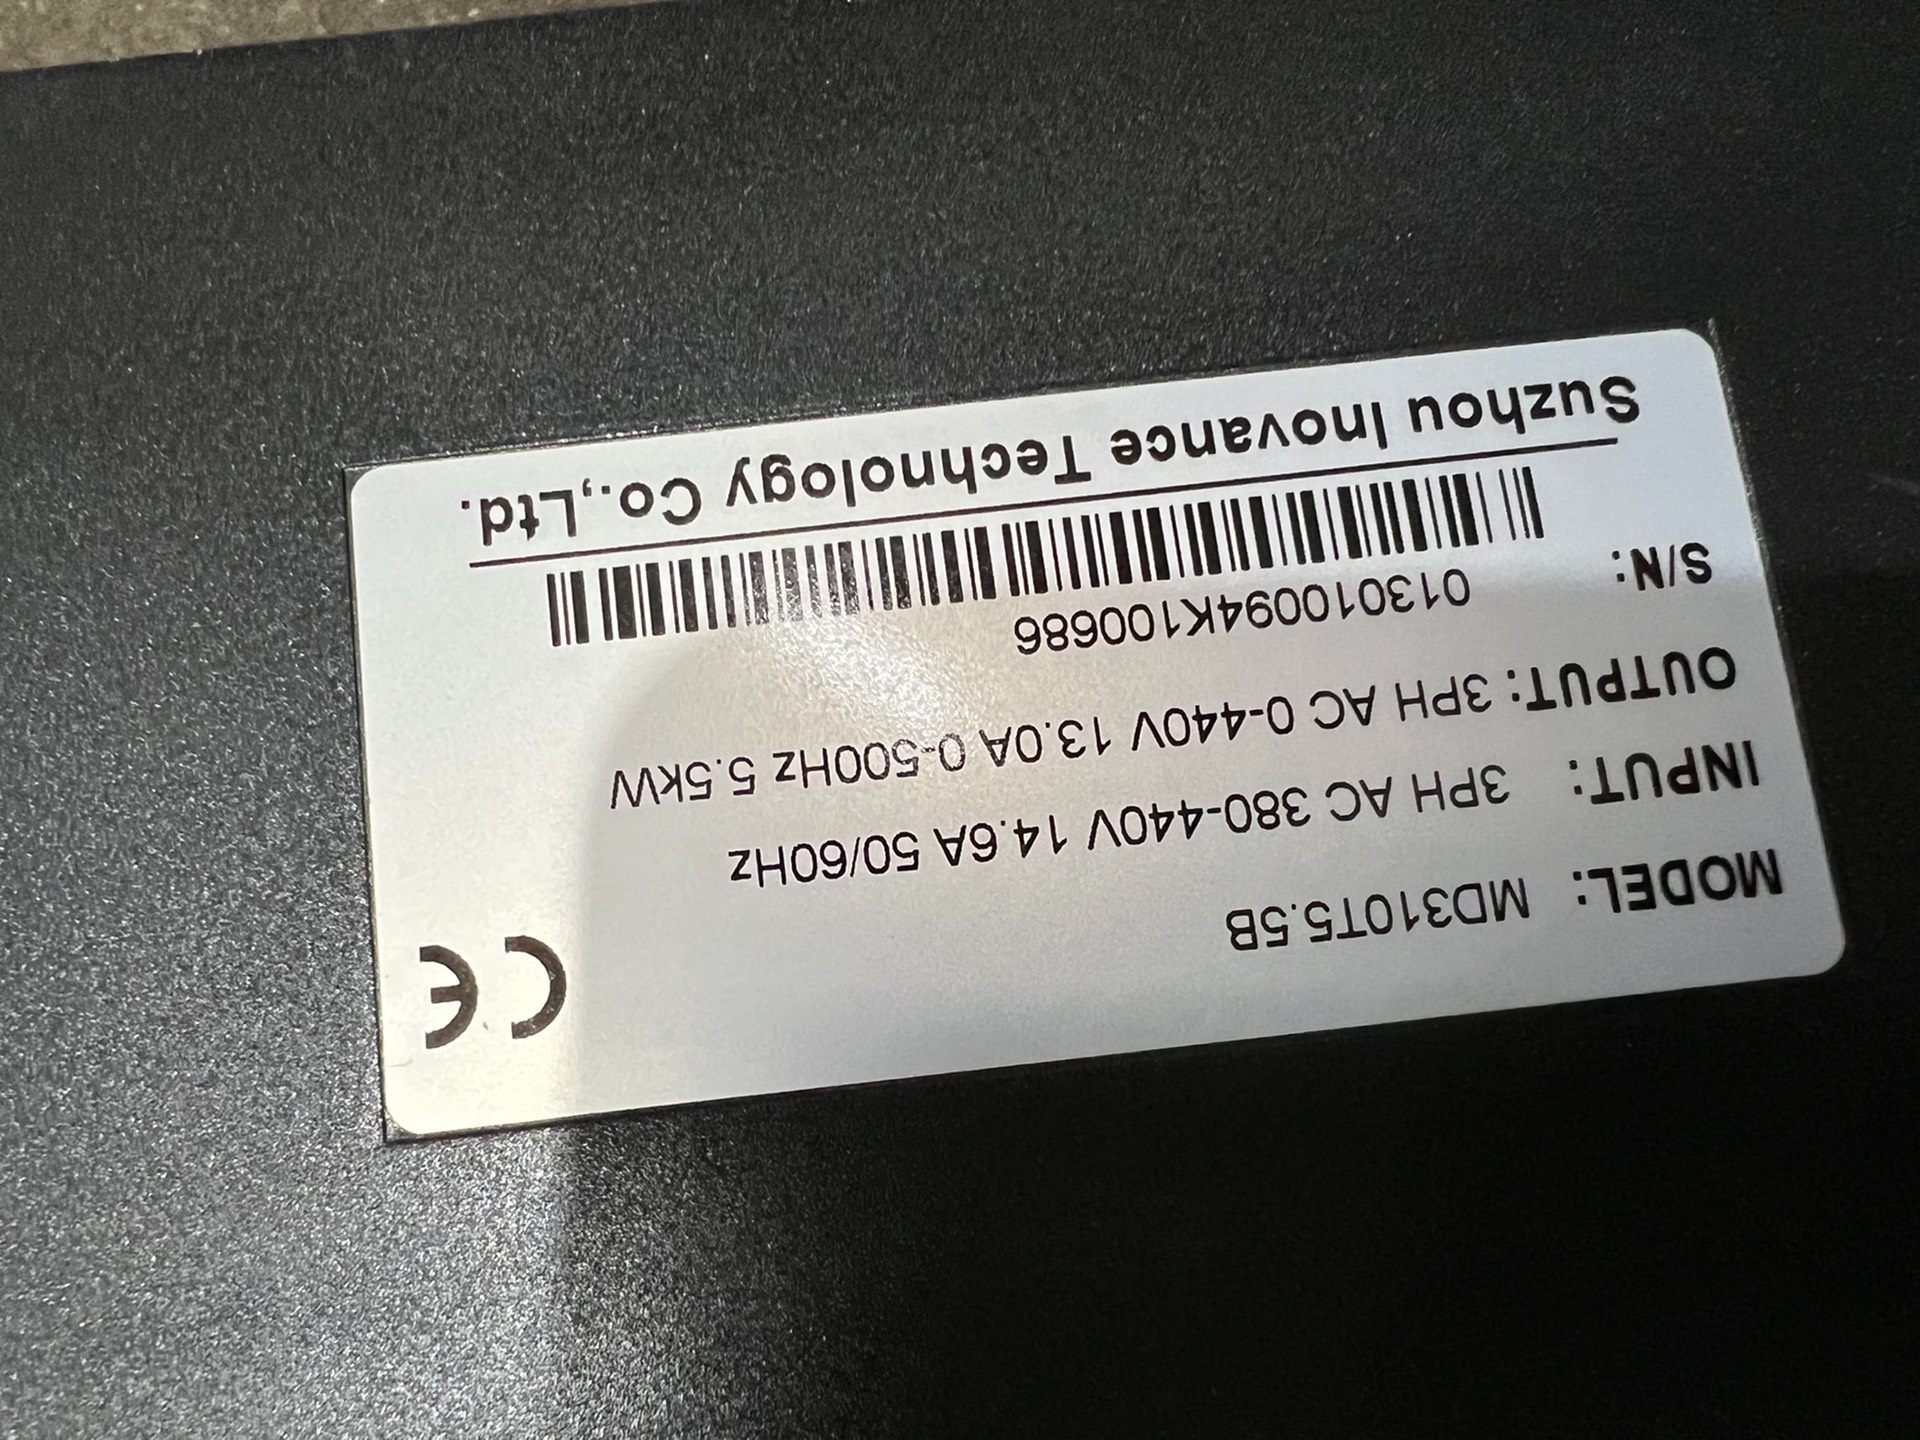 CE
MODEL: MD310T5.5B
INPUT: 3PH AC 380-440V 14.6A 50/60Hz
OUTPUT: 3PH AC 0-440V 13.0A 0-500Hz 5.5kW
S/N: 013010094K100686
Suzhou Inovance Technology Co.,Ltd.